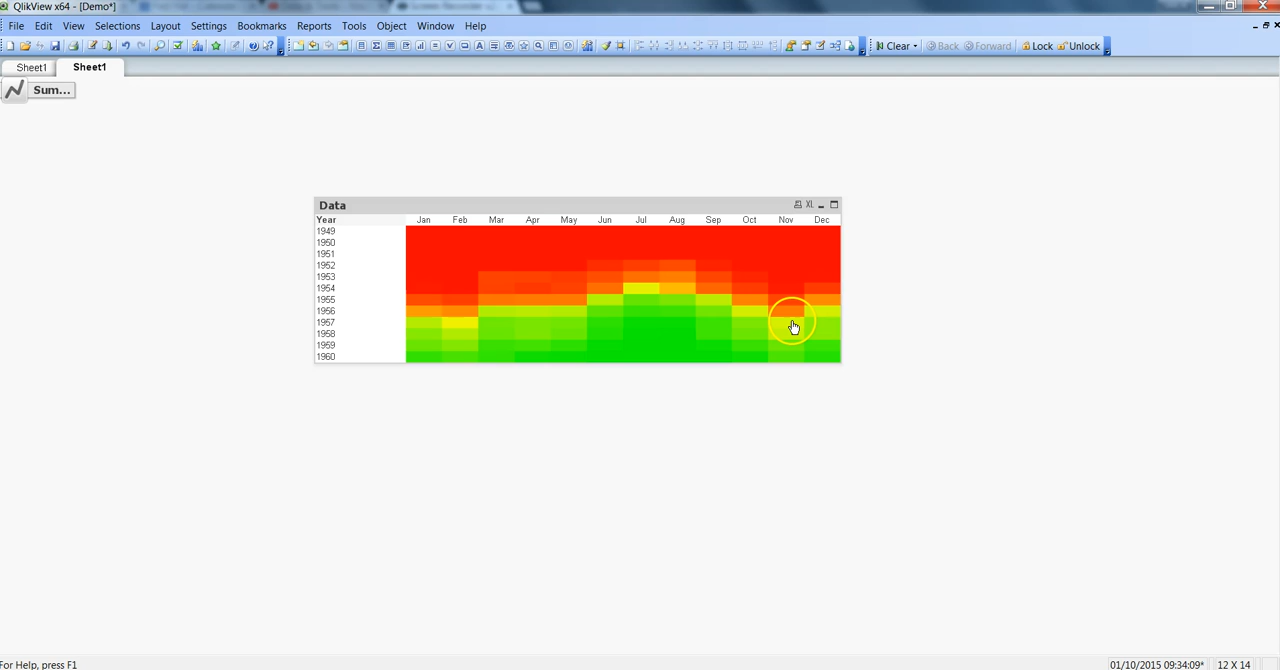 QlikView x64 - [Demo*]
File Edit View Selections Layout Settings Bookmarks Reports Tools Object Window Help
Clear Back Forward Lock Unlock
Sheet1 Sheet1
Sum...
Data XL
Year Jan Feb Mar Apr May Jun Jul Aug Sep Oct Nov Dec
1949
1950
1951
1952
1953
1954
1955
1956
1957
1958
1959
1960
For Help, press F1 01/10/2015 09:34:09* 12 X 14